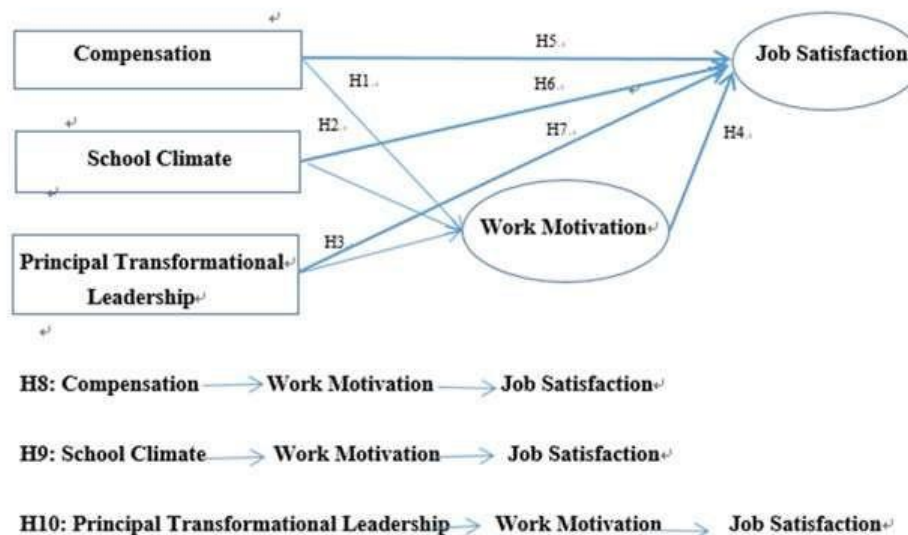 Compensation
H5
Job Satisfaction
H1
H6
H2
H7
H4
School Climate
Work Motivation
H3
Principal Transformational
Leadership
H8: Compensation Work Motivation Job Satisfaction
H9: School Climate Work Motivation Job Satisfaction
H10: Principal Transformational Leadership Work Motivation Job Satisfaction